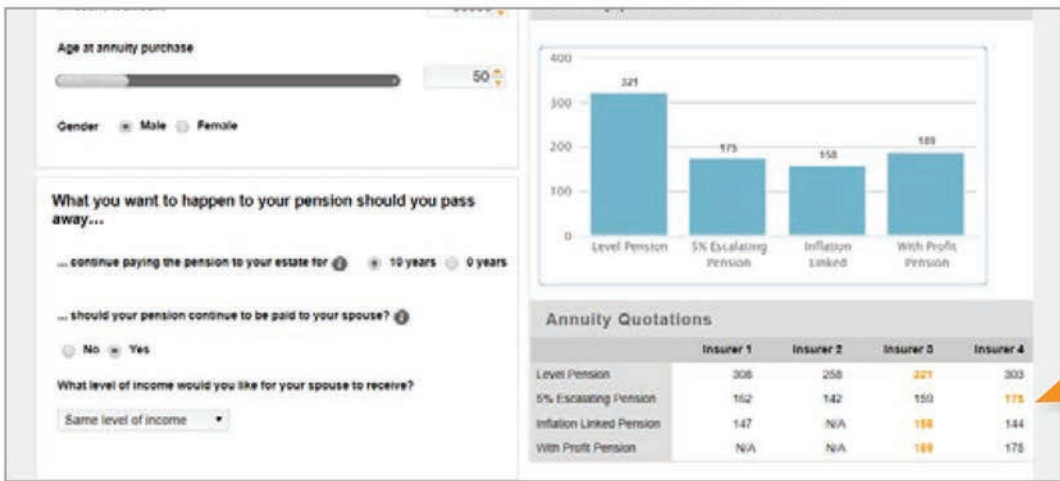 Age at annuity purchase
50
Gender Male Female
What you want to happen to your pension should you pass
away...
... continue paying the pension to your estate for 10 years 0 years
... should your pension continue to be paid to your spouse?
No Yes
What level of income would you like for your spouse to receive?
Same level of income
400
300
200
100
0
321
175
158
189
Level Pension
5% Escalating
Pension
Inflation
Linked
With Profit
Pension
Annuity Quotations
Insurer 1 Insurer 2 Insurer 3 Insurer 4
Level Pension 308 258 321 303
5% Escalating Pension 162 142 159 175
Inflation Linked Pension 147 N/A 158 144
With Profit Pension N/A N/A 189 175